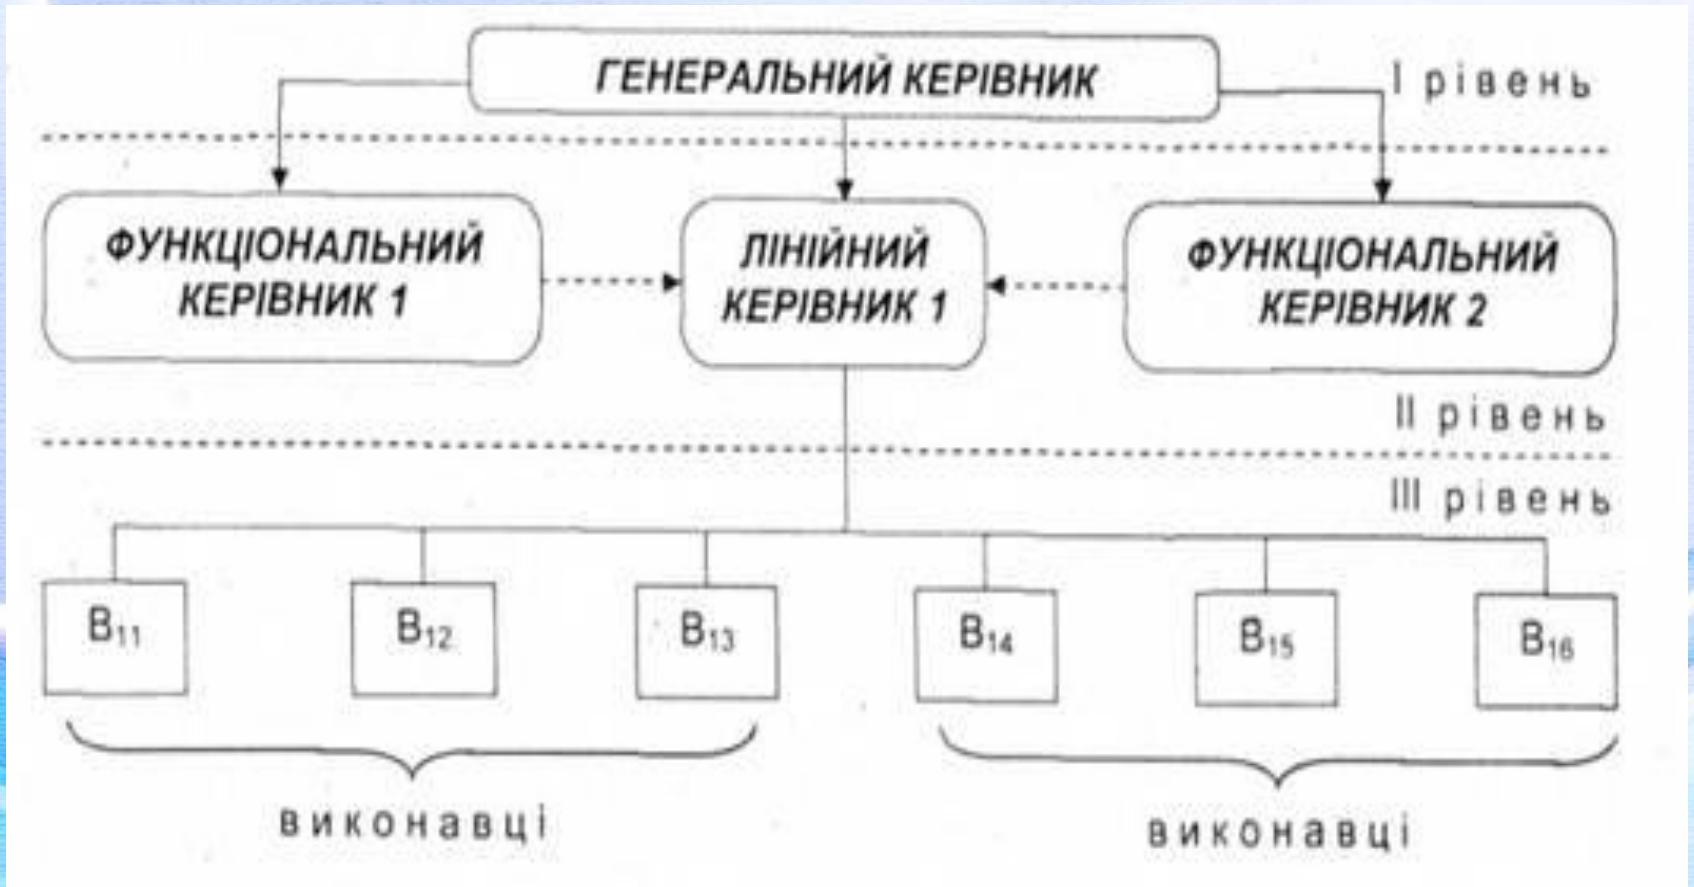 ГЕНЕРАЛЬНИЙ КЕРІВНИК
І рівень
ФУНКЦІОНАЛЬНИЙ
КЕРІВНИК 1
ЛІНІЙНИЙ
КЕРІВНИК 1
ФУНКЦІОНАЛЬНИЙ
КЕРІВНИК 2
ІІ рівень
ІІІ рівень
В₁₁
В₁₂
В₁₃
В₁₄
В₁₅
В₁₆
виконавці
виконавці